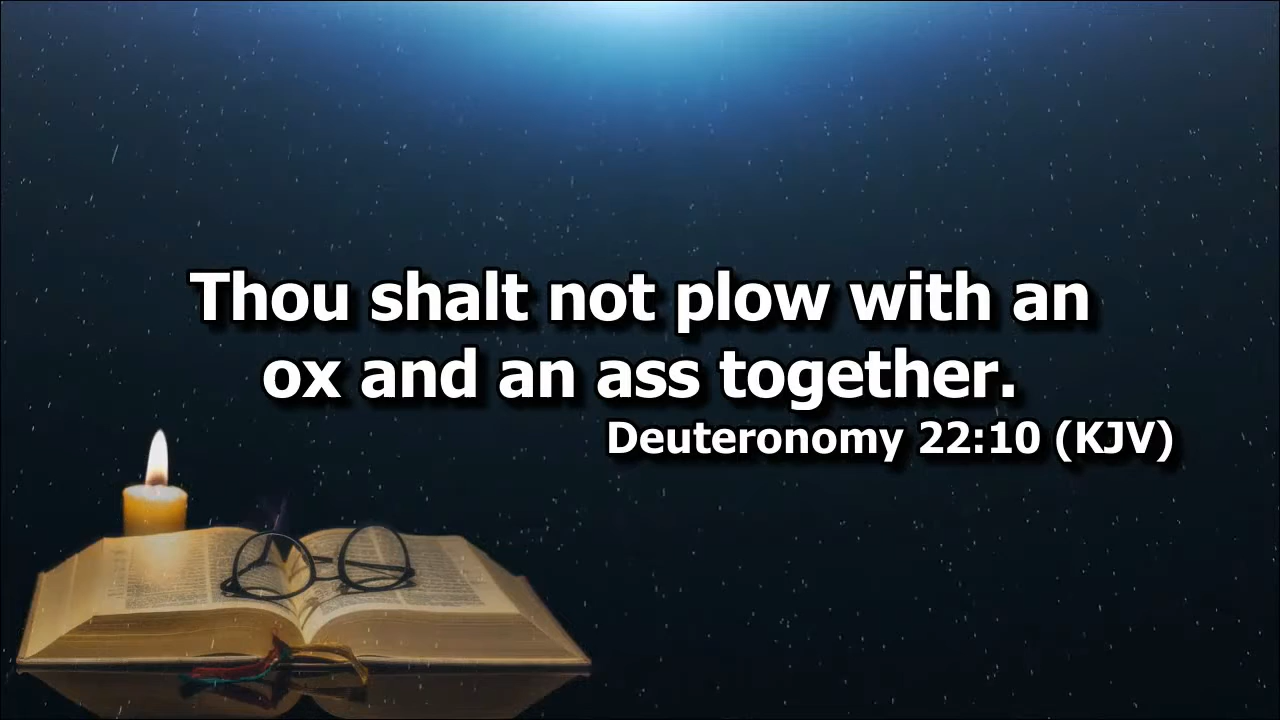 Thou shalt not plow with an
ox and an ass together.
Deuteronomy 22:10 (KJV)